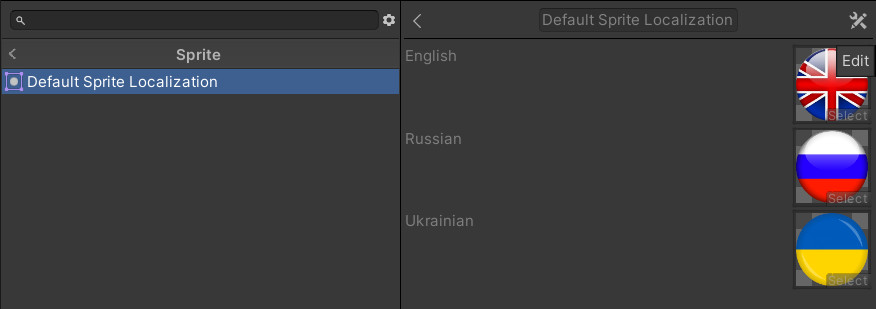 Default Sprite Localization
Sprite
Default Sprite Localization
English
Edit
Select
Russian
Select
Ukrainian
Select